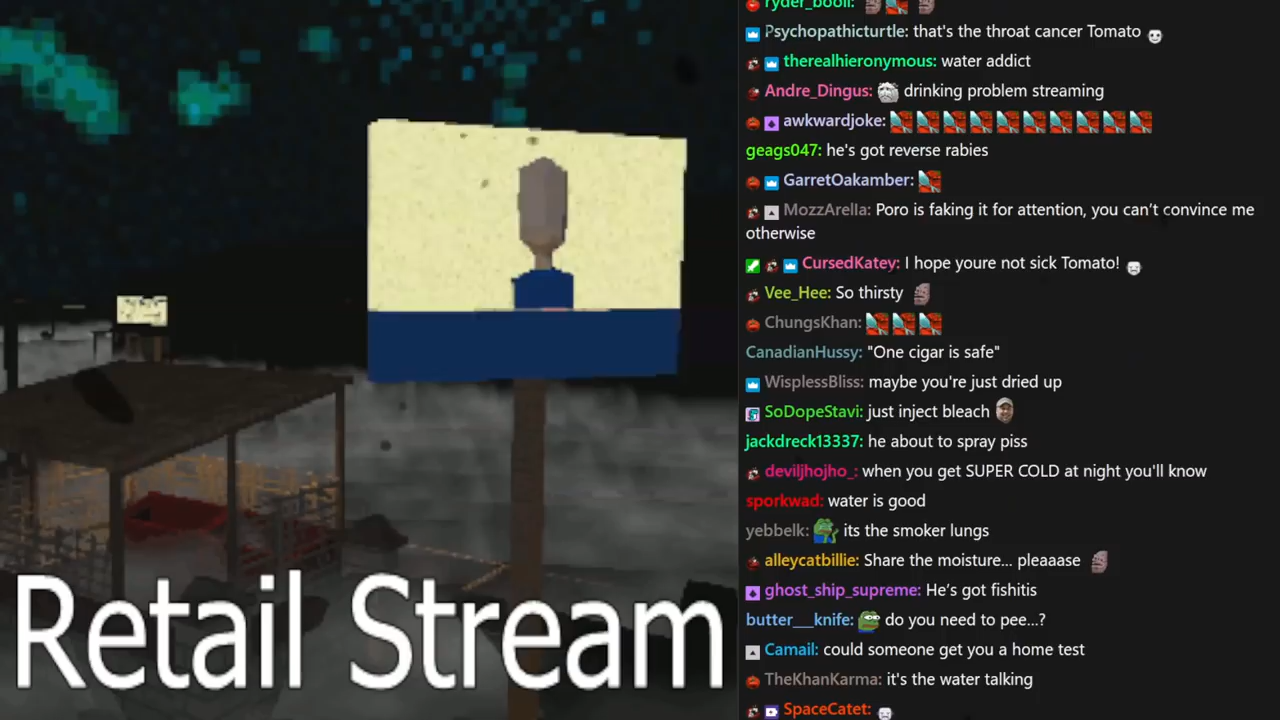 ryder_booli:
Psychopathicturtle: that's the throat cancer Tomato
therealhieronymous: water addict
Andre_Dingus: drinking problem streaming
awkwardjoke:
geags047: he's got reverse rabies
GarretOakamber:
MozzArella: Poro is faking it for attention, you can’t convince me
otherwise
CursedKatey: I hope youre not sick Tomato!
Vee_Hee: So thirsty
ChungsKhan:
CanadianHussy: "One cigar is safe"
WisplessBliss: maybe you're just dried up
SoDopeStavi: just inject bleach
jackdreck13337: he about to spray piss
deviljhojho_: when you get SUPER COLD at night you'll know
sporkwad: water is good
yebbelk: its the smoker lungs
alleycatbillie: Share the moisture... pleaaase
ghost_ship_supreme: He’s got fishitis
butter___knife: do you need to pee...?
Camail: could someone get you a home test
TheKhanKarma: it's the water talking
SpaceCatet:
Retail Stream